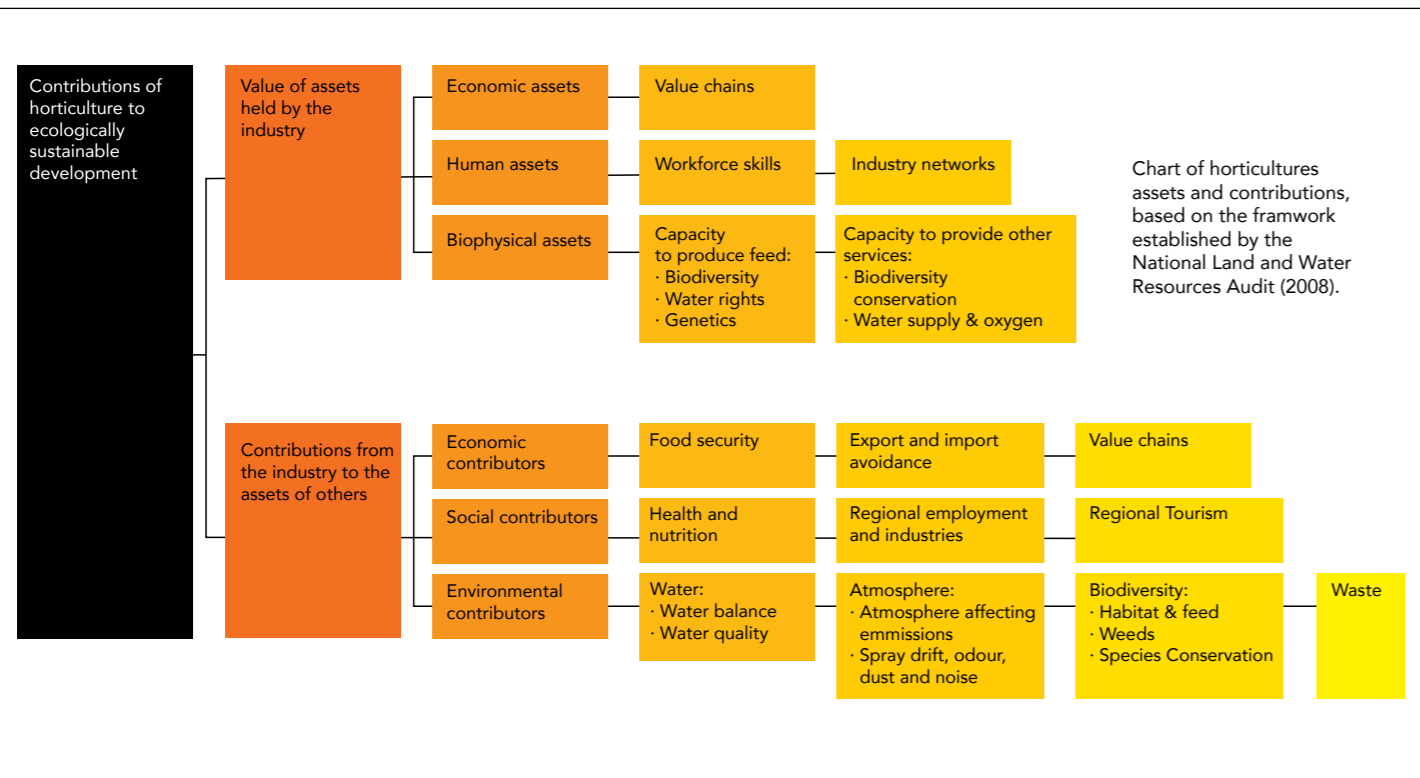 Contributions of
horticulture to
ecologically
sustainable
development
Value of assets
held by the
industry
Economic assets
Value chains
Human assets
Workforce skills
Industry networks
Biophysical assets
Capacity
to produce feed:
· Biodiversity
· Water rights
· Genetics
Capacity to provide other
services:
· Biodiversity
conservation
· Water supply & oxygen
Chart of horticultures
assets and contributions,
based on the framwork
established by the
National Land and Water
Resources Audit (2008).
Contributions from
the industry to the
assets of others
Economic
contributors
Food security
Export and import
avoidance
Value chains
Social contributors
Health and
nutrition
Regional employment
and industries
Regional Tourism
Environmental
contributors
Water:
· Water balance
· Water quality
Atmosphere:
· Atmosphere affecting
emmissions
· Spray drift, odour,
dust and noise
Biodiversity:
· Habitat & feed
· Weeds
· Species Conservation
Waste